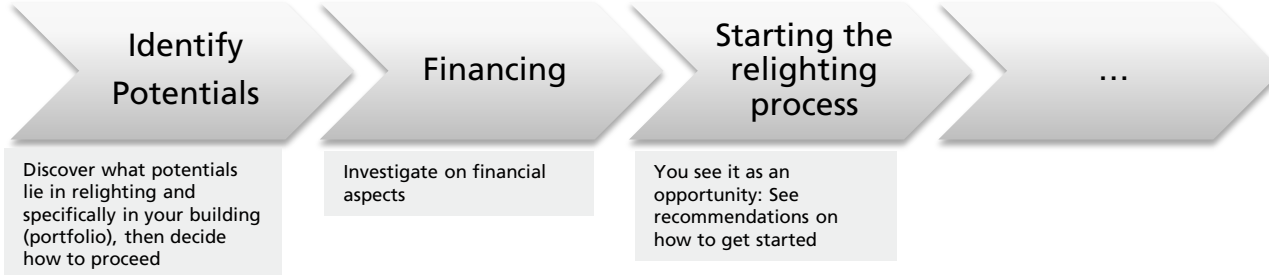 Identify
Potentials
Financing
Starting the
relighting
process
...
Discover what potentials
lie in relighting and
specifically in your building
(portfolio), then decide
how to proceed
Investigate on financial
aspects
You see it as an
opportunity: See
recommendations on
how to get started